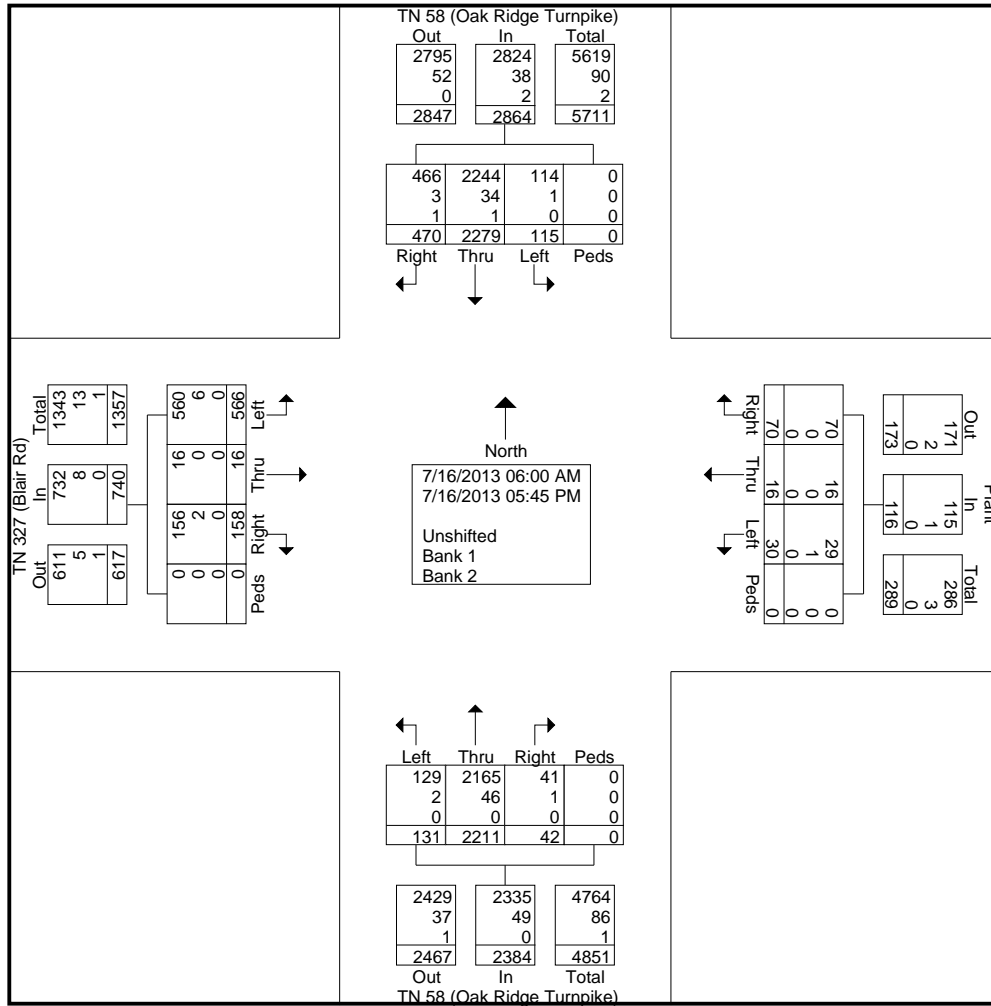 TN 58 (Oak Ridge Turnpike)
Out In Total
2795 2824 5619
52 38 90
0 2 2
2847 2864 5711
466 2244 114 0
3 34 1 0
1 1 0 0
470 2279 115 0
Right Thru Left Peds
TN 327 (Blair Rd)
Total In Out
1343 732 611
13 8 5
1 0 1
1357 740 617
560 16 156 0
6 0 2 0
0 0 0 0
566 16 158 0
Left Thru Right Peds
North
7/16/2013 06:00 AM
7/16/2013 05:45 PM
Unshifted
Bank 1
Bank 2
Right Thru Left Peds
70 16 29 0
0 0 1 0
0 0 0 0
70 16 30 0
Plant
Out In Total
171 115 286
2 1 3
0 0 0
173 116 289
Left Thru Right Peds
129 2165 41 0
2 46 1 0
0 0 0 0
131 2211 42 0
2429 2335 4764
37 49 86
1 0 1
2467 2384 4851
Out In Total
TN 58 (Oak Ridge Turnpike)